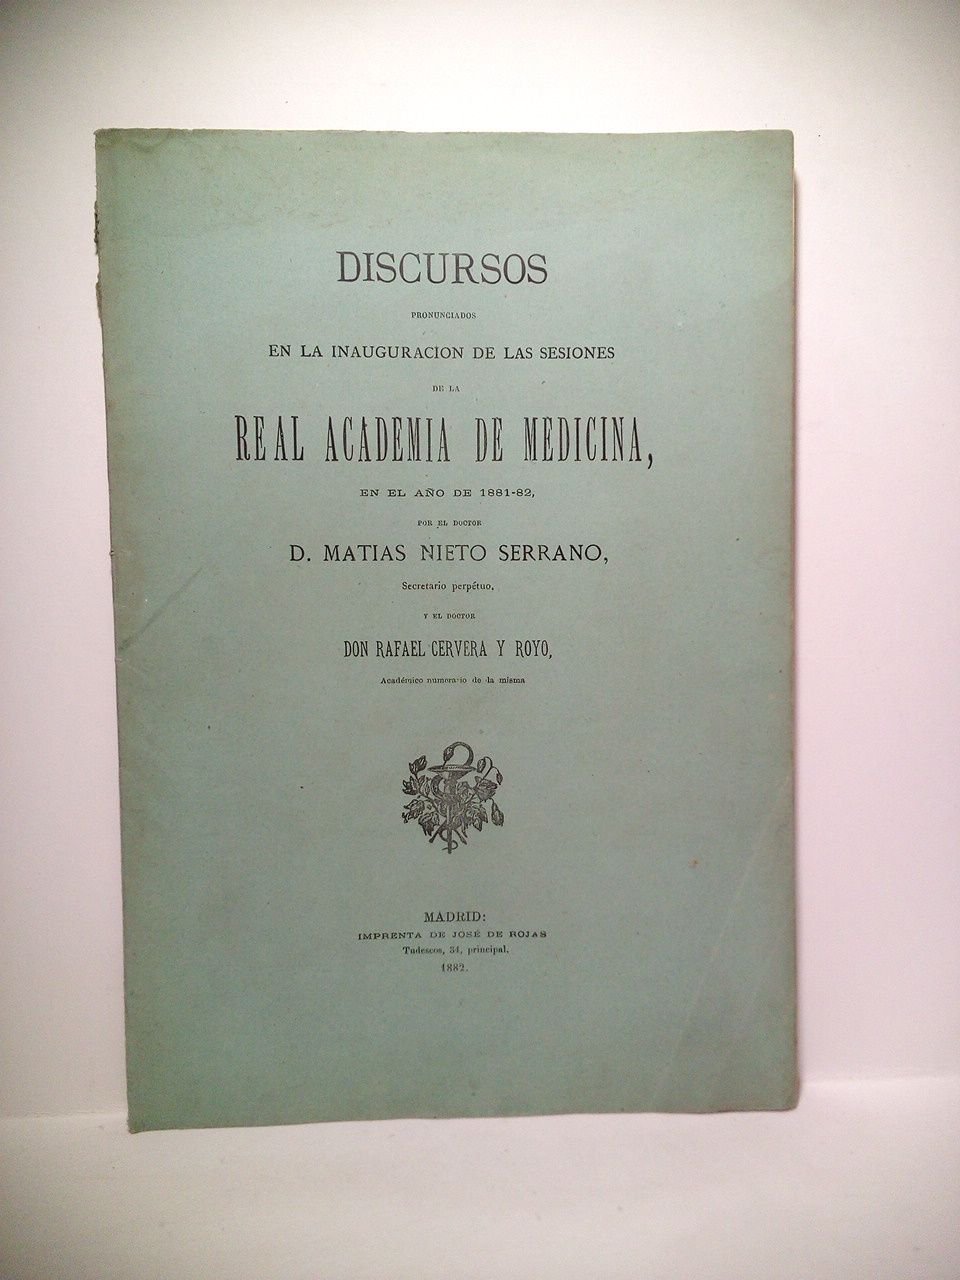 DISCURSOS
PRONUNCIADOS
EN LA INAUGURACION DE LAS SESIONES
DE LA
REAL ACADEMIA DE MEDICINA,
EN EL AÑO DE 1881-82,
POR EL DOCTOR
D. MATIAS NIETO SERRANO,
Secretario perpétuo,
Y EL DOCTOR
DON RAFAEL CERVERA Y ROYO,
Académico numerario de la misma
MADRID:
IMPRENTA DE JOSÉ DE ROJAS
Tudescos, 34, principal.
1882.